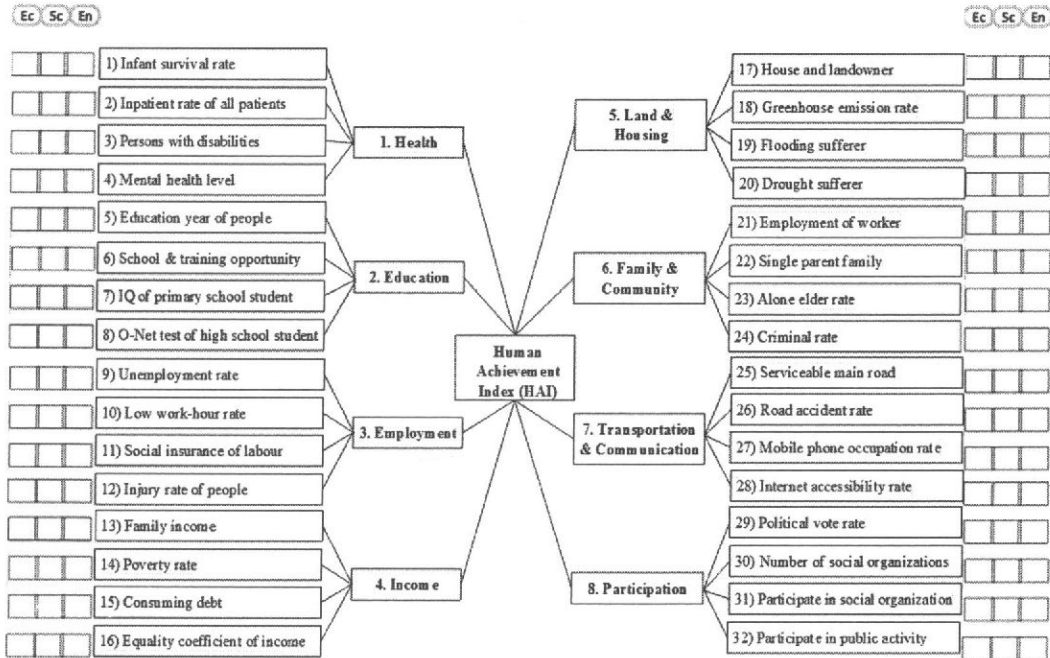 Ec Sc En
Ec Sc En
1) Infant survival rate
2) Inpatient rate of all patients
3) Persons with disabilities
4) Mental health level
1. Health
5) Education year of people
6) School & training opportunity
7) IQ of primary school student
8) O-Net test of high school student
2. Education
9) Unemployment rate
10) Low work-hour rate
11) Social insurance of labour
12) Injury rate of people
3. Employment
13) Family income
14) Poverty rate
15) Consuming debt
16) Equality coefficient of income
4. Income
Human
Achievement
Index (HAI)
5. Land &
Housing
17) House and landowner
18) Greenhouse emission rate
19) Flooding sufferer
20) Drought sufferer
6. Family &
Community
21) Employment of worker
22) Single parent family
23) Alone elder rate
24) Criminal rate
7. Transportation
& Communication
25) Serviceable main road
26) Road accident rate
27) Mobile phone occupation rate
28) Internet accessibility rate
8. Participation
29) Political vote rate
30) Number of social organizations
31) Participate in social organization
32) Participate in public activity